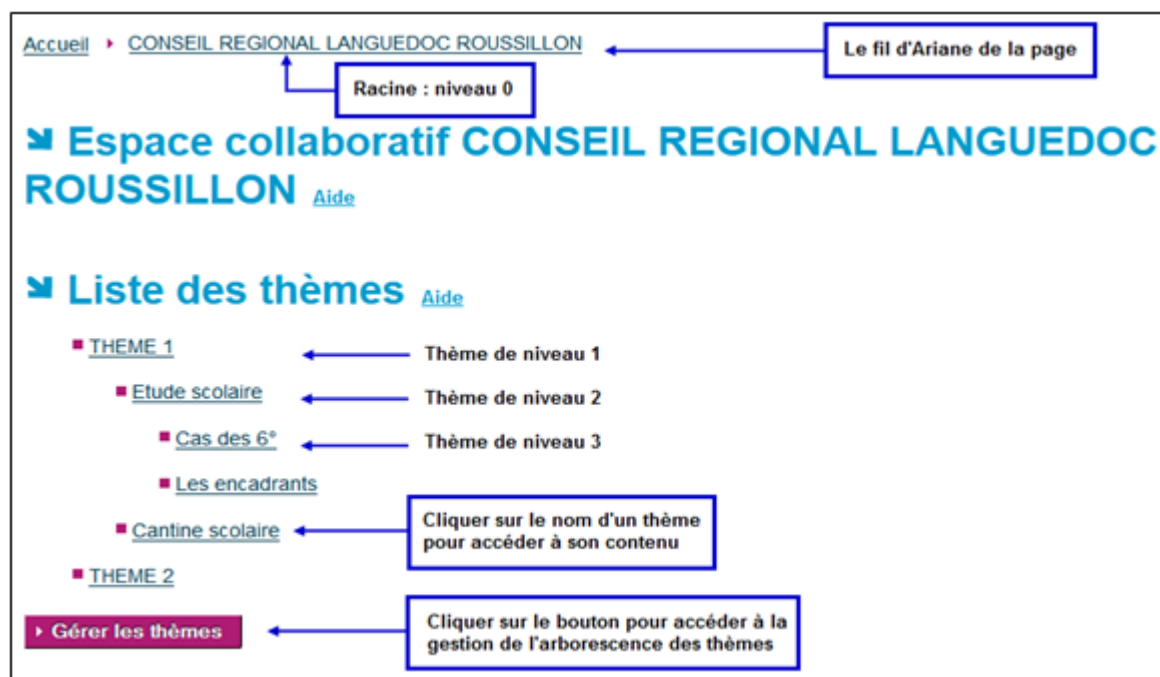 Accueil CONSEIL REGIONAL LANGUEDOC ROUSSILLON
Le fil d'Ariane de la page
Racine : niveau 0
Espace collaboratif CONSEIL REGIONAL LANGUEDOC
ROUSSILLON Aide
Liste des thèmes Aide
THEME 1
Thème de niveau 1
Etude scolaire
Thème de niveau 2
Cas des 6°
Thème de niveau 3
Les encadrants
Cantine scolaire
Cliquer sur le nom d'un thème
pour accéder à son contenu
THEME 2
Gérer les thèmes
Cliquer sur le bouton pour accéder à la
gestion de l'arborescence des thèmes